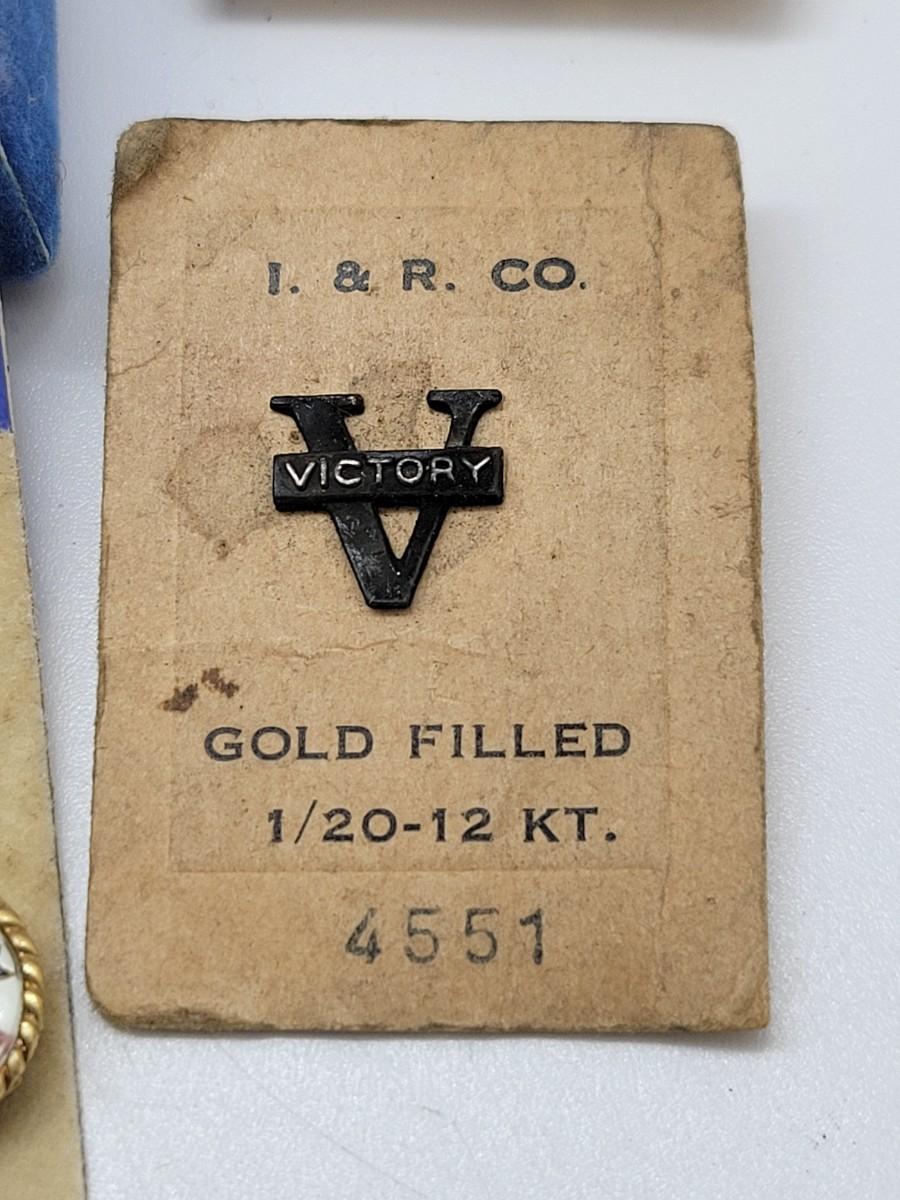 I. & R. CO.
VICTORY
GOLD FILLED
1/20-12 KT.
4551